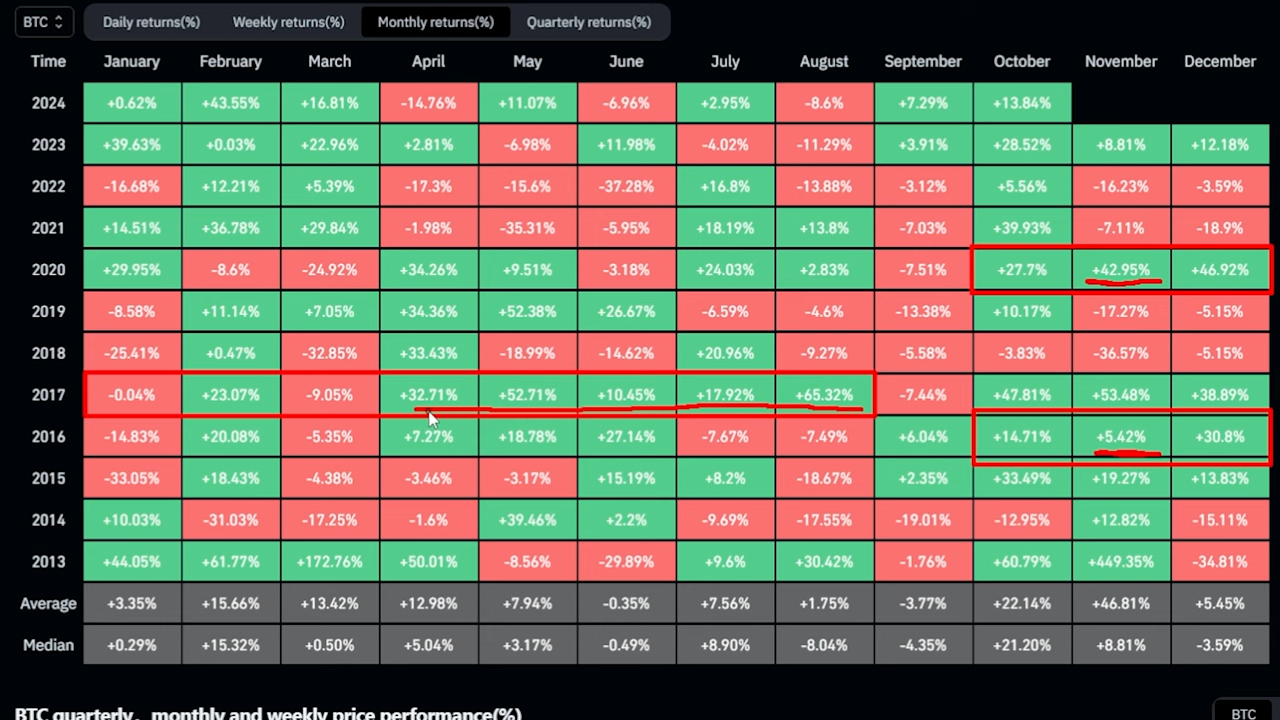 BTC Daily returns(%) Weekly returns(%) Monthly returns(%) Quarterly returns(%)
Time January February March April May June July August September October November December
2024 +0.62% +43.55% +16.81% -14.76% +11.07% -6.96% +2.95% -8.6% +7.29% +13.84%
2023 +39.63% +0.03% +22.96% +2.81% -6.98% +11.98% -4.02% -11.29% +3.91% +28.52% +8.81% +12.18%
2022 -16.68% +12.21% +5.39% -17.3% -15.6% -37.28% +16.8% -13.88% -3.12% +5.56% -16.23% -3.59%
2021 +14.51% +36.78% +29.84% -1.98% -35.31% -5.95% +18.19% +13.8% -7.03% +39.93% -7.11% -18.9%
2020 +29.95% -8.6% -24.92% +34.26% +9.51% -3.18% +24.03% +2.83% -7.51% +27.7% +42.95% +46.92%
2019 -8.58% +11.14% +7.05% +34.36% +52.38% +26.67% -6.59% -4.6% -13.38% +10.17% -17.27% -5.15%
2018 -25.41% +0.47% -32.85% +33.43% -18.99% -14.62% +20.96% -9.27% -5.58% -3.83% -36.57% -5.15%
2017 -0.04% +23.07% -9.05% +32.71% +52.71% +10.45% +17.92% +65.32% -7.44% +47.81% +53.48% +38.89%
2016 -14.83% +20.08% -5.35% +7.27% +18.78% +27.14% -7.67% -7.49% +6.04% +14.71% +5.42% +30.8%
2015 -33.05% +18.43% -4.38% -3.46% -3.17% +15.19% +8.2% -18.67% +2.35% +33.49% +19.27% +13.83%
2014 +10.03% -31.03% -17.25% -1.6% +39.46% +2.2% -9.69% -17.55% -19.01% -12.95% +12.82% -15.11%
2013 +44.05% +61.77% +172.76% +50.01% -8.56% -29.89% +9.6% +30.42% -1.76% +60.79% +449.35% -34.81%
Average +3.35% +15.66% +13.42% +12.98% +7.94% -0.35% +7.56% +1.75% -3.77% +22.14% +46.81% +5.45%
Median +0.29% +15.32% +0.50% +5.04% +3.17% -0.49% +8.90% -8.04% -4.35% +21.20% +8.81% -3.59%
BTC quarterly、monthly and weekly price performance(%) BTC